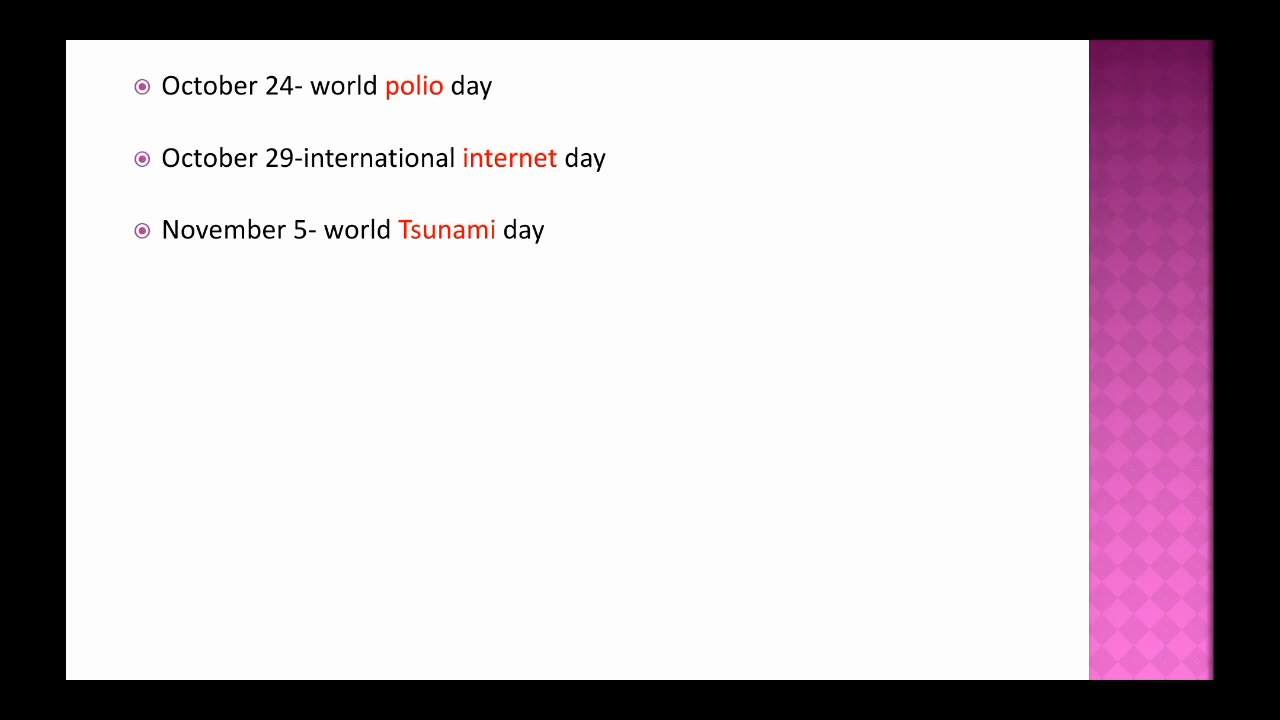 October 24- world polio day
October 29-international internet day
November 5- world Tsunami day